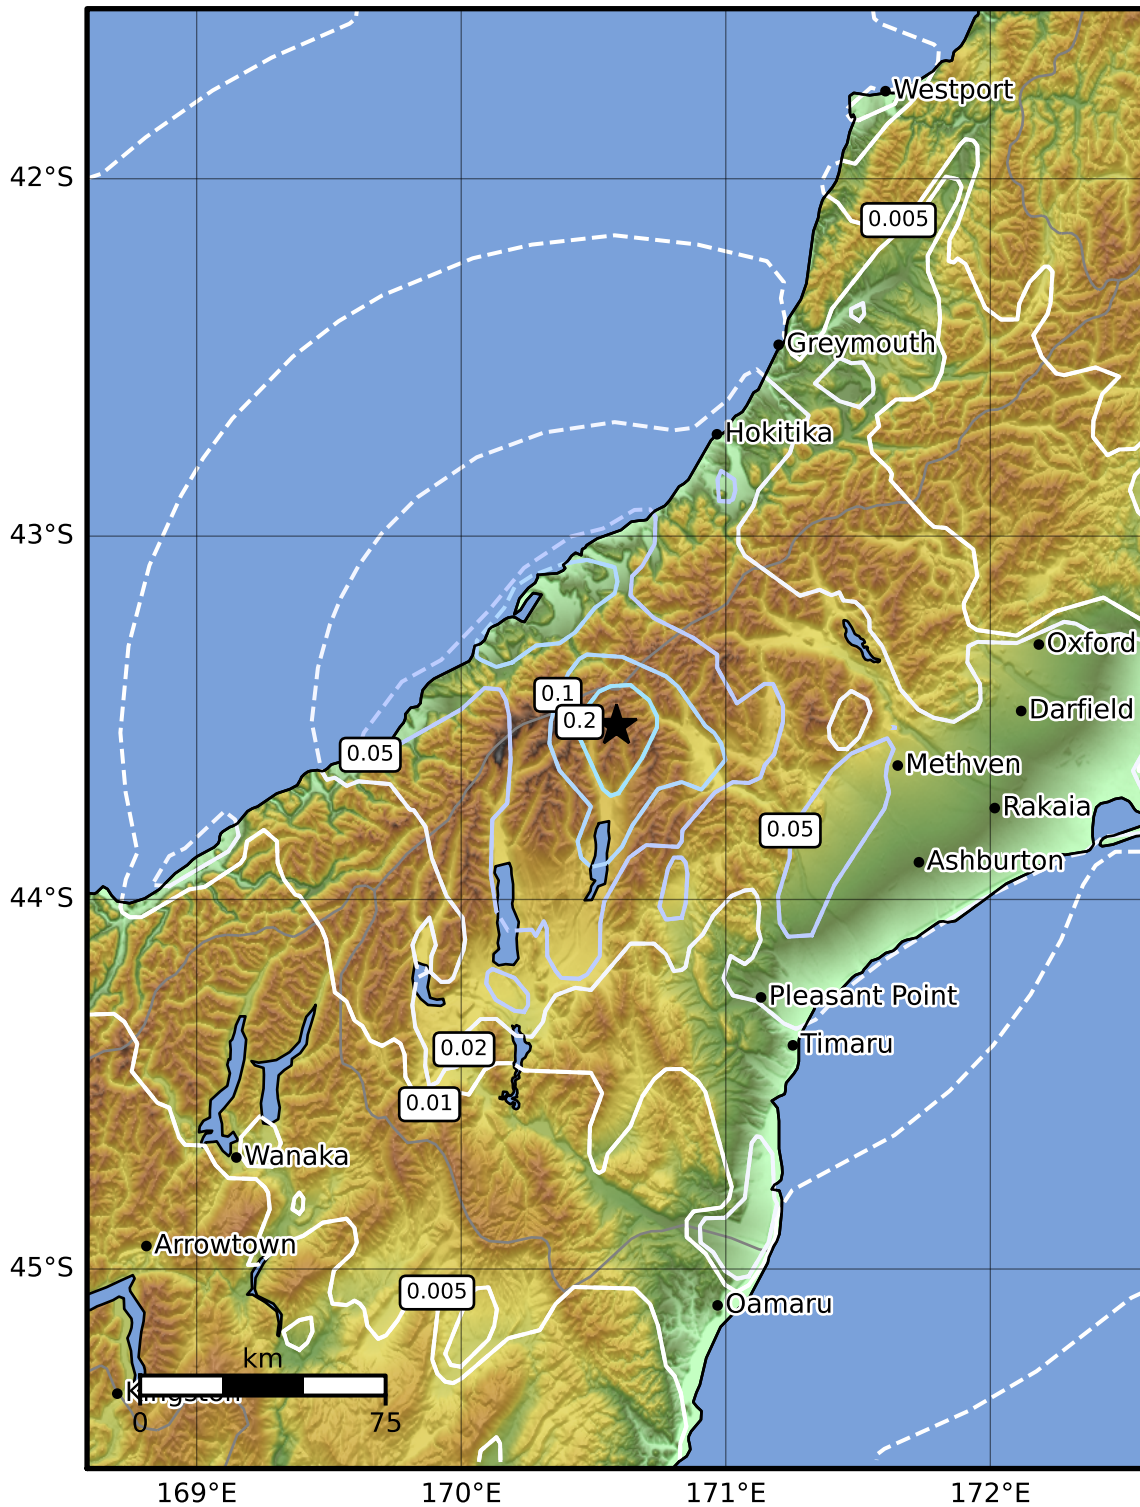 Westport
42°S
0.005
Greymouth
Hokitika
43°S
Oxford
0.1
Darfield
0.2
0.05
Methven
Rakaia
0.05
Ashburton
44°S
Pleasant Point
Timaru
0.02
0.01
Wanaka
Arrowtown
45°S
0.005
Oamaru
km
Kingston
0 75
169°E 170°E 171°E 172°E